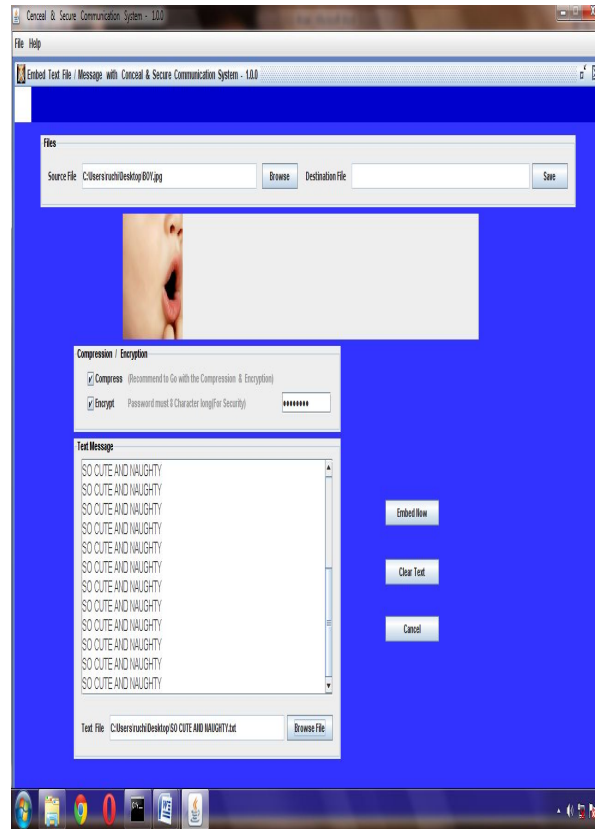 Cenceal & Secure Communication System - 1.0.0
File Help
Embed Text File / Message with Conceal & Secure Communication System - 1.0.0
Files
Source File C:\Users\ruchi\Desktop\BOY.jpg Browse Destination File Save
Compression / Encryption
Compress (Recommend to Go with the Compression & Encryption)
Encrypt Password must 8 Character long(For Security) ••••••••
Text Message
SO CUTE AND NAUGHTY
SO CUTE AND NAUGHTY
SO CUTE AND NAUGHTY
SO CUTE AND NAUGHTY
SO CUTE AND NAUGHTY
SO CUTE AND NAUGHTY
SO CUTE AND NAUGHTY
SO CUTE AND NAUGHTY
SO CUTE AND NAUGHTY
SO CUTE AND NAUGHTY
SO CUTE AND NAUGHTY
SO CUTE AND NAUGHTY
Embed Now
Clear Text
Cancel
Text File C:\Users\ruchi\Desktop\SO CUTE AND NAUGHTY.txt Browse File